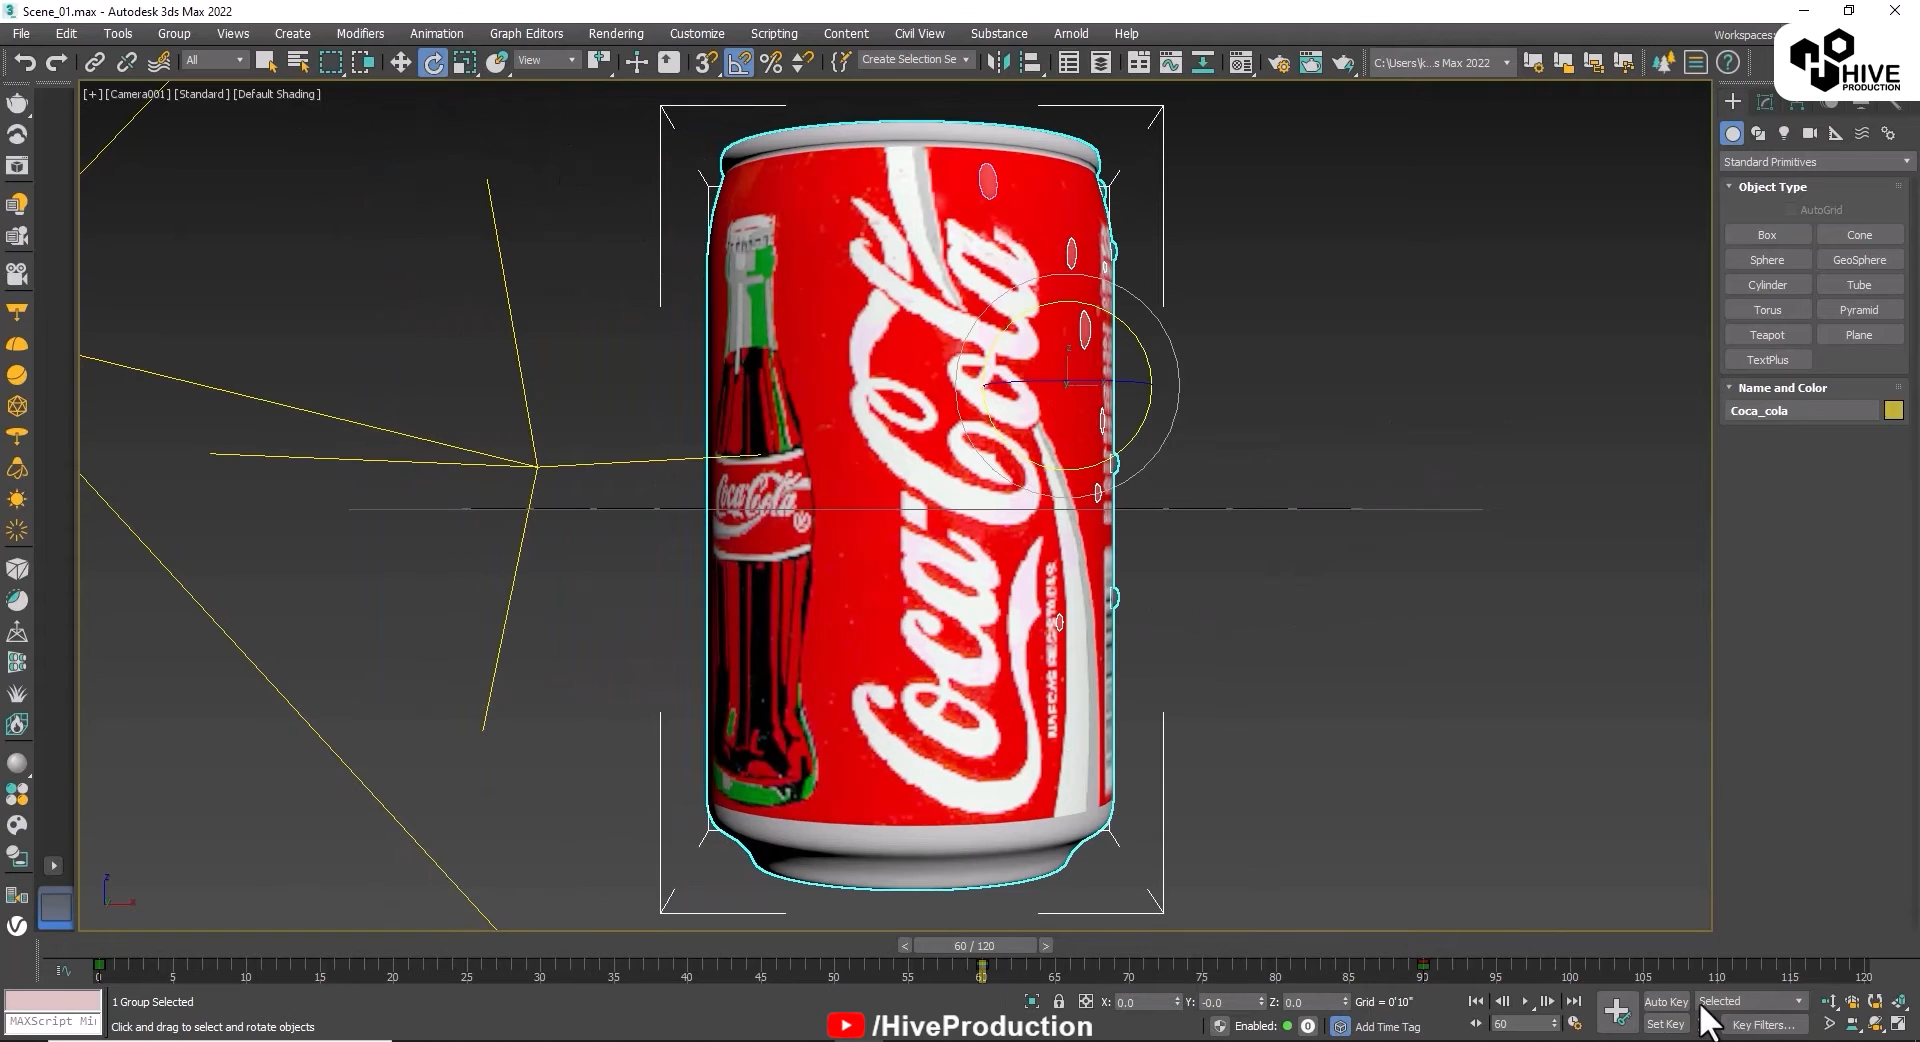 Scene_01.max - Autodesk 3ds Max 2022
File Edit Tools Group Views Create Modifiers Animation Graph Editors Rendering Customize Scripting Content Civil View Substance Arnold Help
Workspaces:
All View Create Selection Se C:\Users\k...s Max 2022
HIVE
PRODUCTION
[+] [Camera001] [Standard] [Default Shading]
Standard Primitives
Object Type
AutoGrid
Box Cone
Sphere GeoSphere
Cylinder Tube
Torus Pyramid
Teapot Plane
TextPlus
Name and Color
Coca_cola
Coca-Cola
Coca-Cola
60 / 120
0 5 10 15 20 25 30 35 40 45 50 55 60 65 70 75 80 85 90 95 100 105 110 115 120
1 Group Selected X: 0.0 Y: -0.0 Z: 0.0 Grid = 0'10" Auto Key Selected
MAXScript Mi
Click and drag to select and rotate objects
/HiveProduction
Enabled: 0 Add Time Tag 60 Set Key Key Filters...